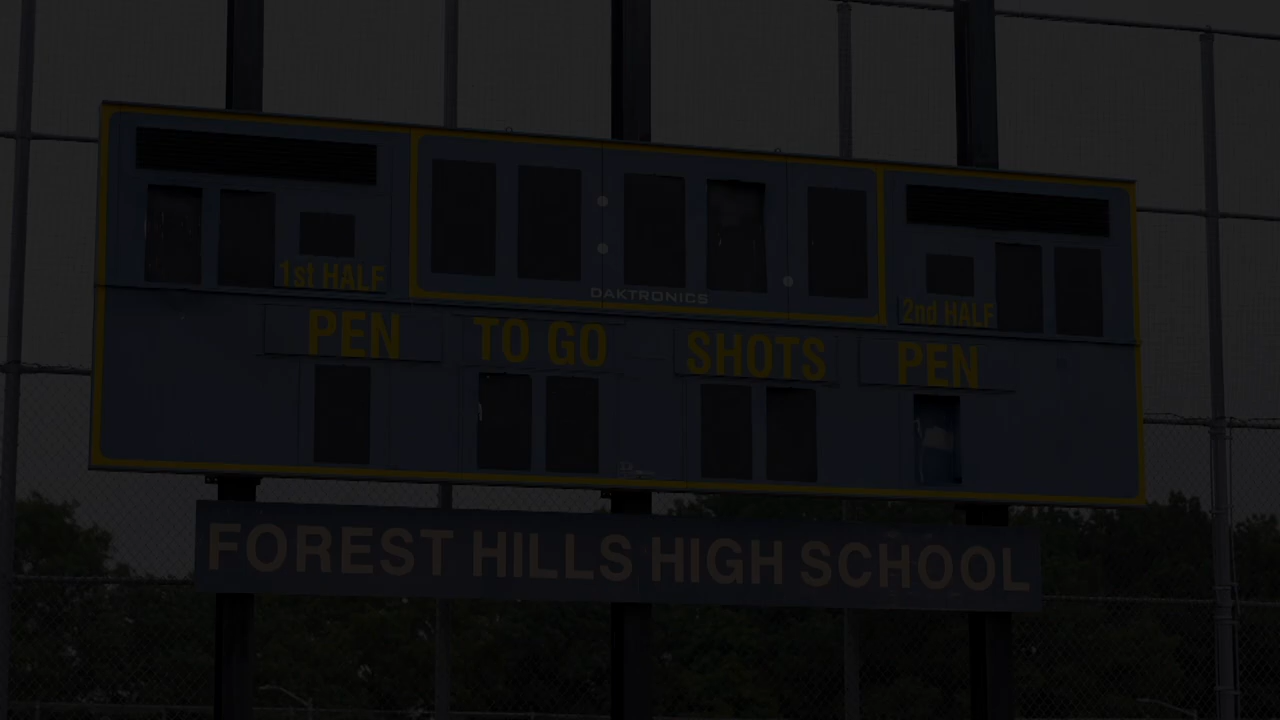 1st HALF
DAKTRONICS
2nd HALF
PEN TO GO SHOTS PEN
FOREST HILLS HIGH SCHOOL